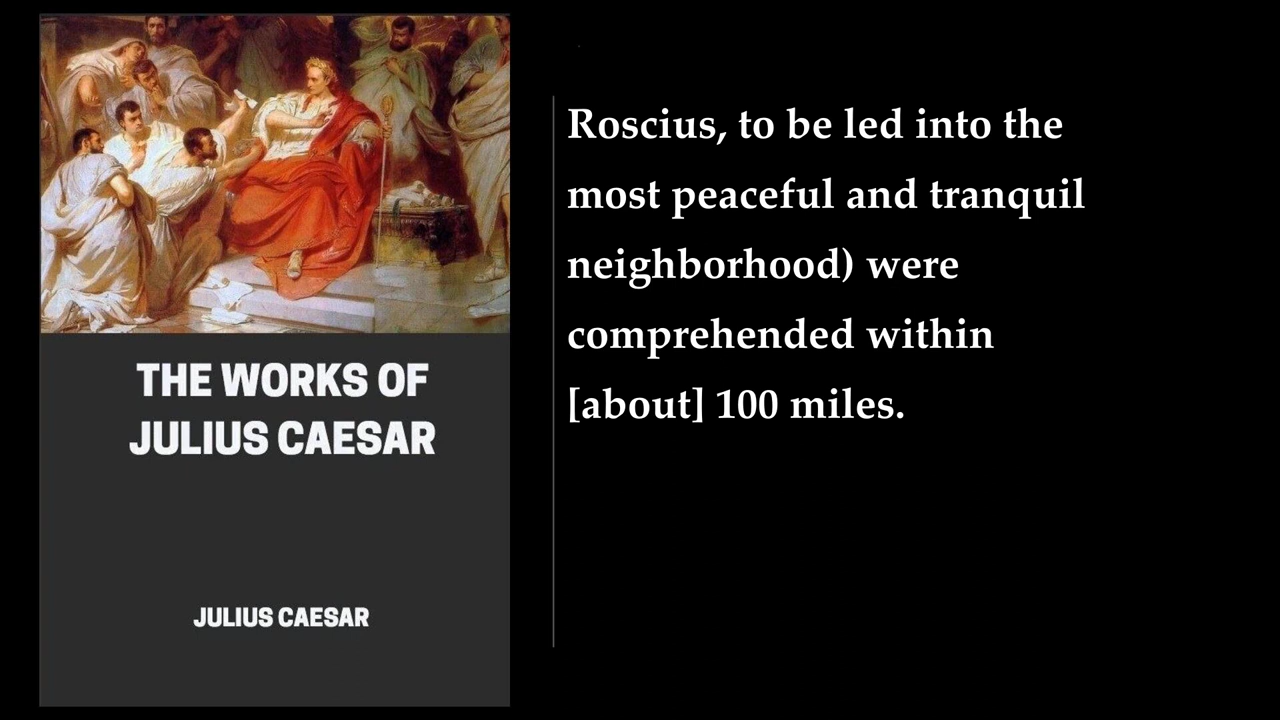 THE WORKS OF
JULIUS CAESAR
JULIUS CAESAR
Roscius, to be led into the
most peaceful and tranquil
neighborhood) were
comprehended within
[about] 100 miles.